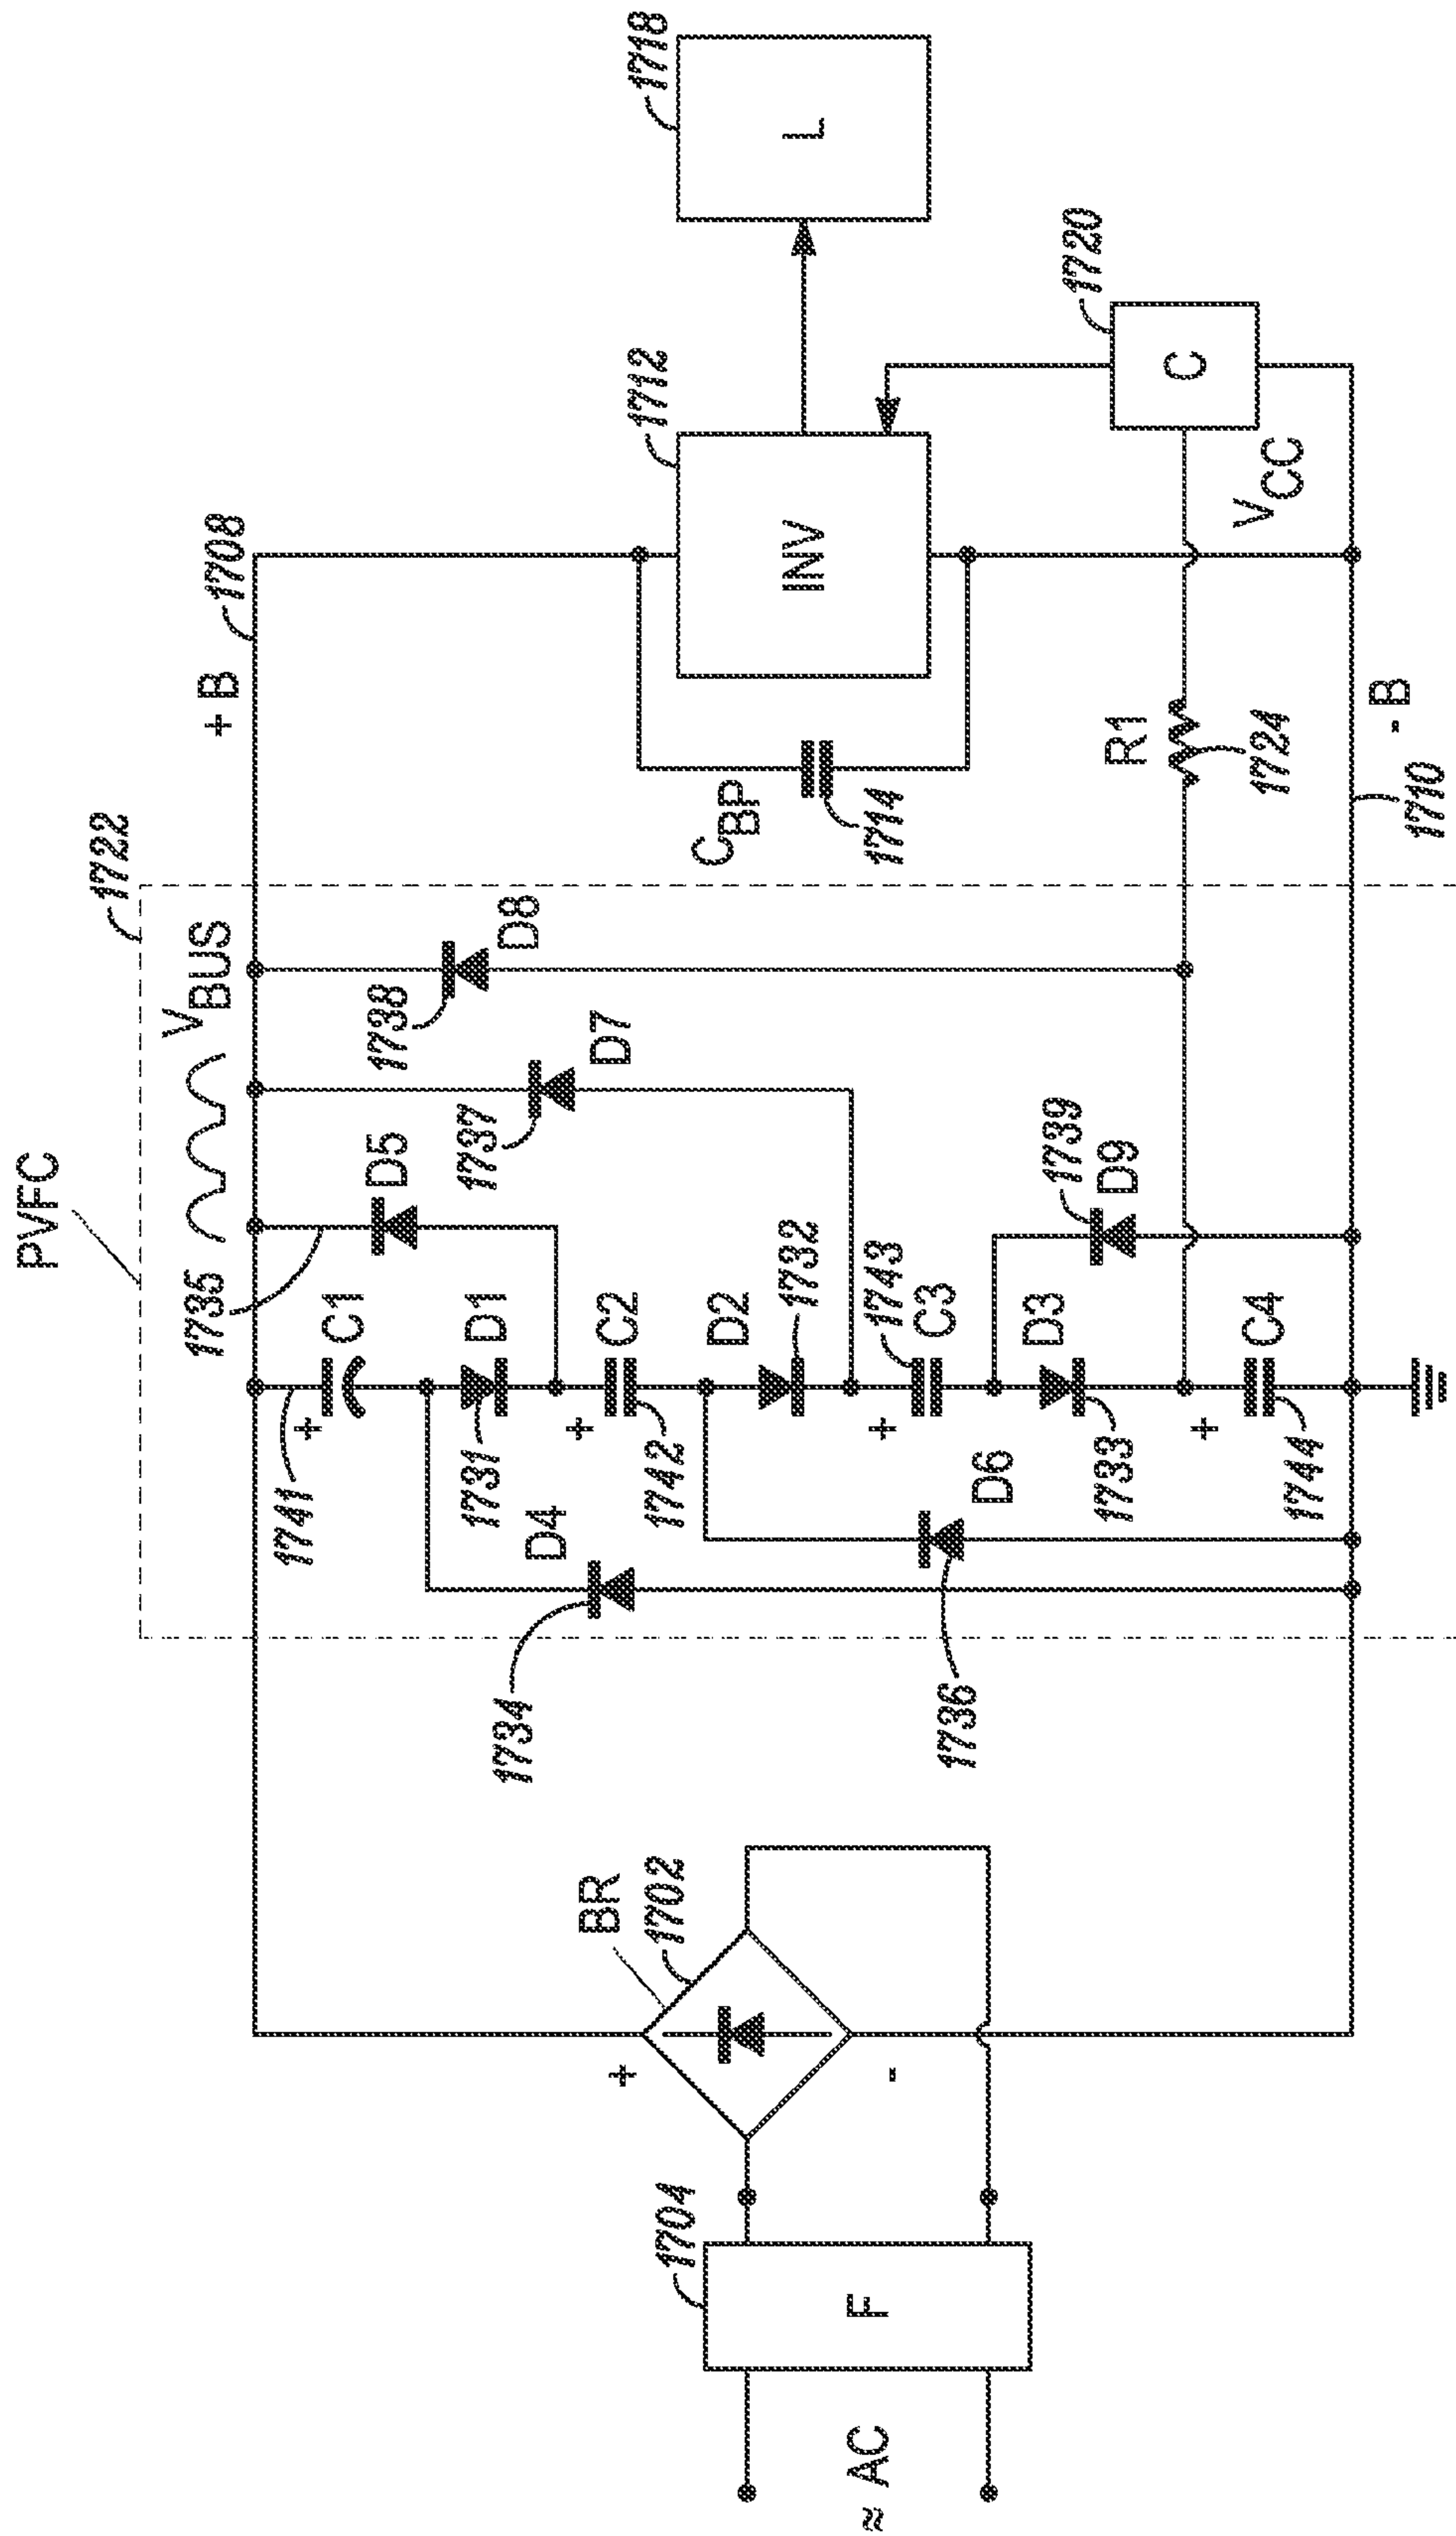 PVFC
1722
+ B
1708
VBUS
1735
1741
+
C1
D5
1738
D8
D4
1731
D1
1737
D7
+
C2
1742
D2
1732
1734
D6
1736
+
1743
C3
1739
D9
D3
1733
+
C4
1744
CBP
1714
1712
INV
1718
L
R1
1724
1720
C
VCC
- B
1710
BR
1702
+
-
1704
F
≈ AC